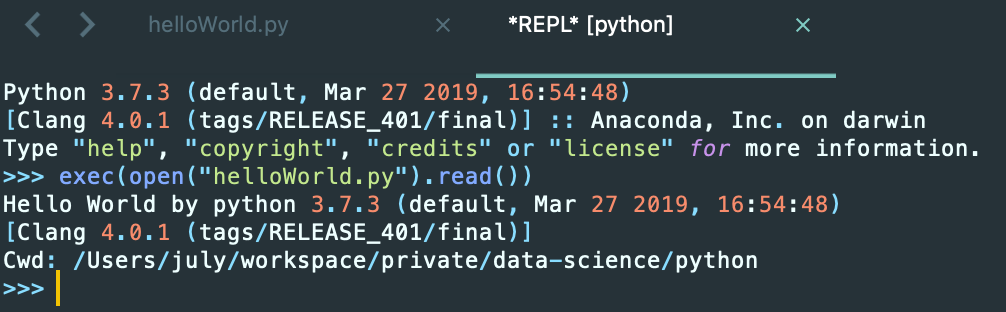 helloWorld.py × *REPL* [python] ×
Python 3.7.3 (default, Mar 27 2019, 16:54:48)
[Clang 4.0.1 (tags/RELEASE_401/final)] :: Anaconda, Inc. on darwin
Type "help", "copyright", "credits" or "license" for more information.
>>> exec(open("helloWorld.py").read())
Hello World by python 3.7.3 (default, Mar 27 2019, 16:54:48)
[Clang 4.0.1 (tags/RELEASE_401/final)]
Cwd: /Users/july/workspace/private/data-science/python
>>>